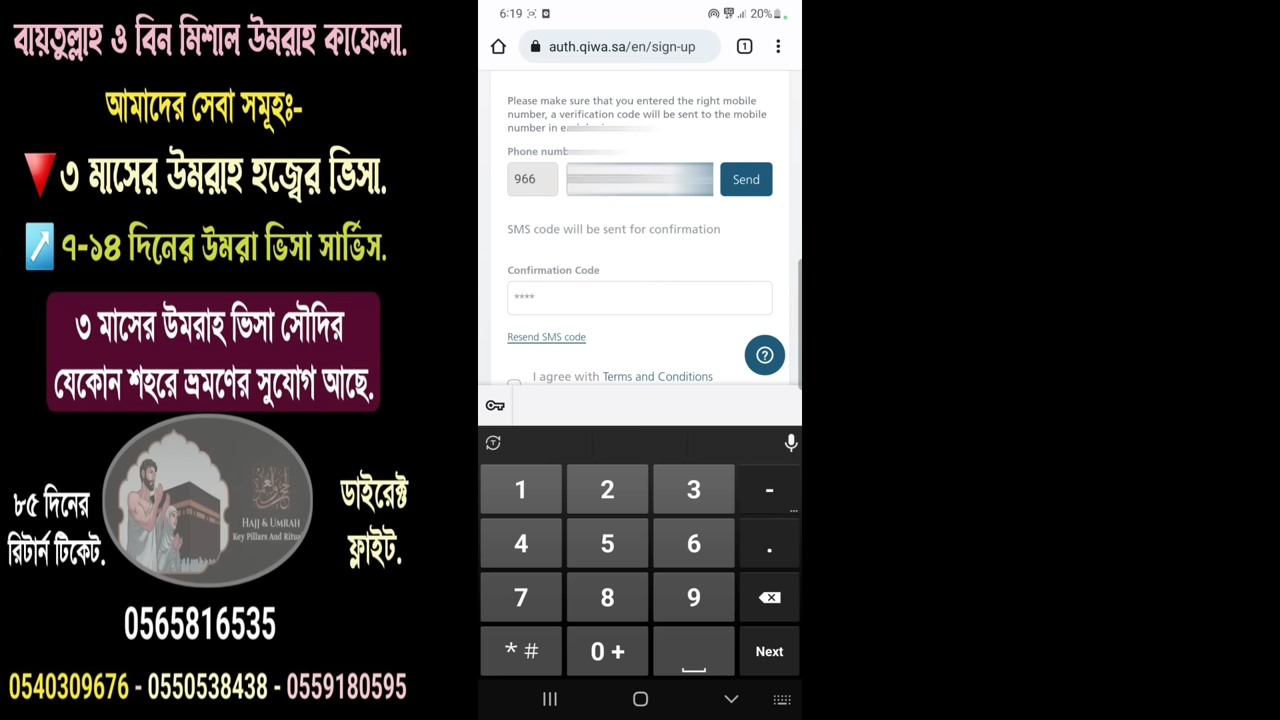 বায়তুল্লাহ ও বিন মিশাল উমরাহ কাফেলা.
আমাদের সেবা সমূহঃ-
৩ মাসের উমরাহ হজ্বের ভিসা.
৭-১৪ দিনের উমরা ভিসা সার্ভিস.
৩ মাসের উমরাহ ভিসা সৌদির
যেকোন শহরে ভ্রমণের সুযোগ আছে.
৮৫ দিনের
রিটার্ন টিকেট.
HAJJ & UMRAH
Key Pillars And Ritu
ডাইরেক্ট
ফ্লাইট.
0565816535
0540309676 - 0550538438 - 0559180595
6:19
5G
20%
auth.qiwa.sa/en/sign-up
1
Please make sure that you entered the right mobile
number, a verification code will be sent to the mobile
number in
Phone numb
966
Send
SMS code will be sent for confirmation
Confirmation Code
****
Resend SMS code
I agree with Terms and Conditions
1 2 3 -
4 5 6 .
7 8 9
* # 0 + Next